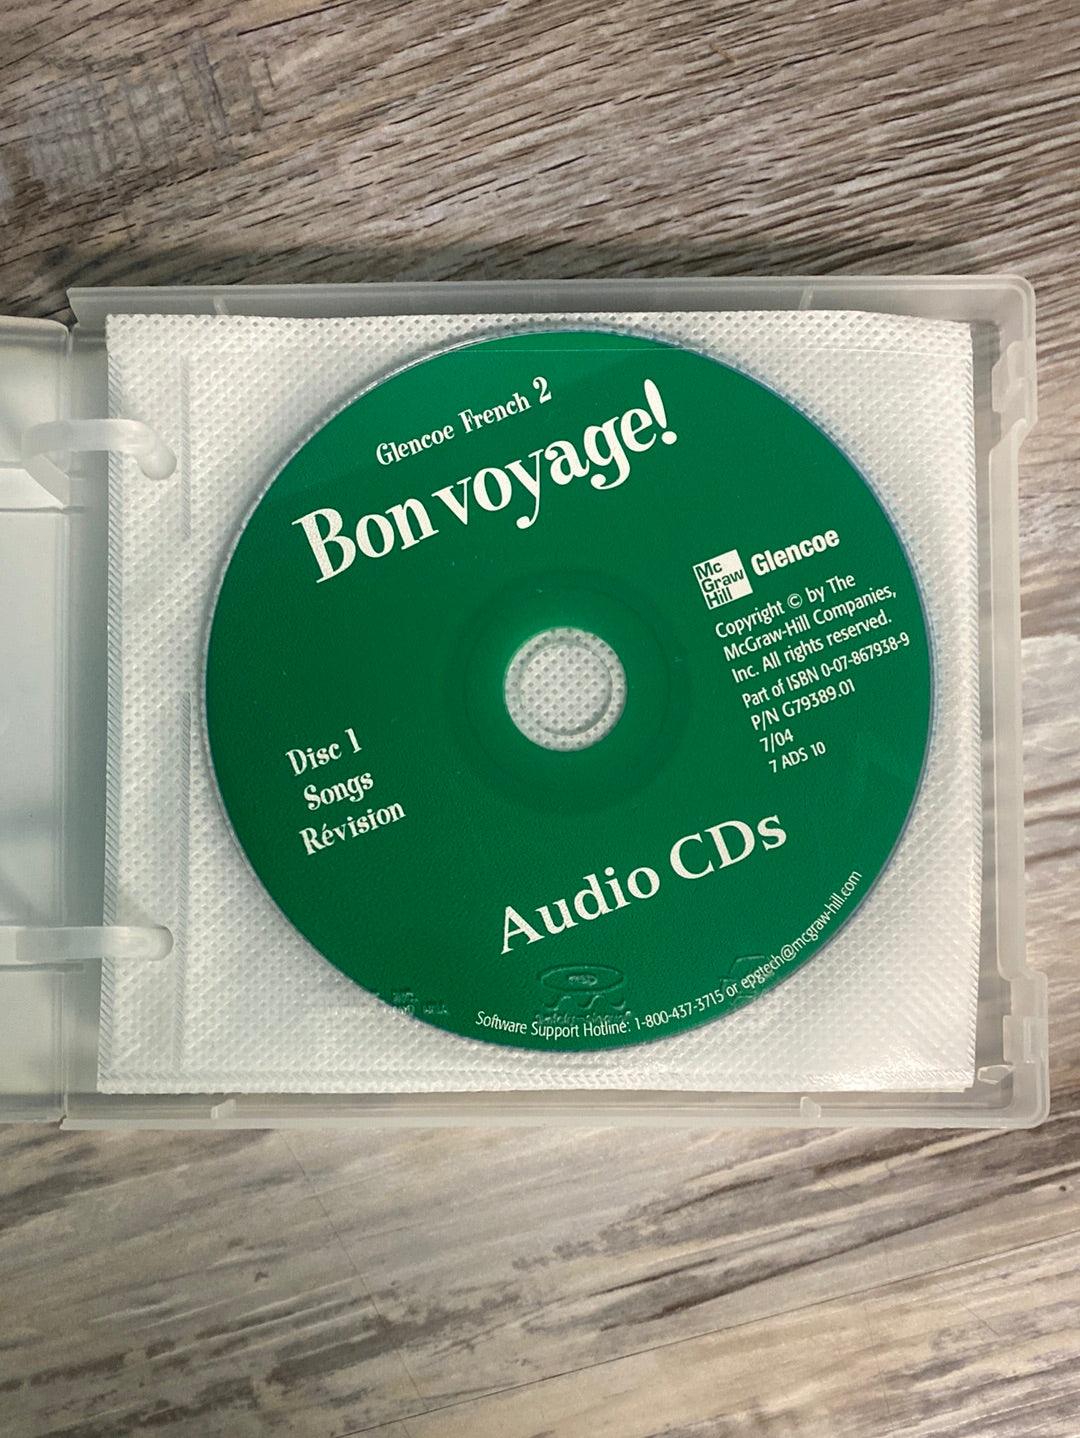 Glencoe French 2
Bon voyage!
Mc
Graw
Hill
Glencoe
Copyright © by The
McGraw-Hill Companies,
Inc. All rights reserved.
Part of ISBN 0-07-867938-9
P/N G79389.01
7/04
7 ADS 10
Disc 1
Songs
Révision
Audio CDs
Software Support Hotline: 1-800-437-3715 or epgtech@mcgraw-hill.com